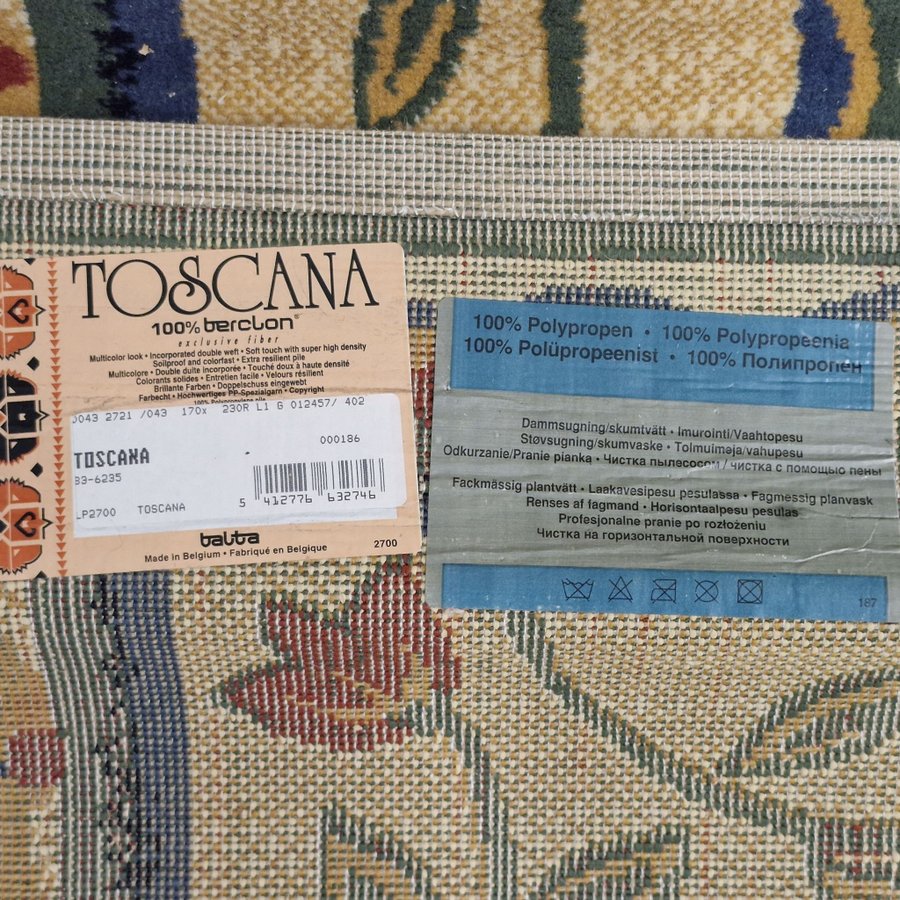 TOSCANA
100% berclon®
exclusive fiber
Multicolor look • Incorporated double weft • Soft touch with super high density
Soilproof and colorfast • Extra resilient pile
Multicolore • Double duite incorporée • Touché doux à haute densité
Colorants solides • Entretien facile • Velours résilient
Brillante Farben • Doppelschuss eingewebt
Farbecht • Hochwertiges PP-Spezialgarn • Copyright
100% Polypropylene pile
0043 2721 /043 170x 230R L1 G 012457/ 402
000186
TOSCANA
83-6235
5 412776 632746
LP2700 TOSCANA
balta
Made in Belgium • Fabriqué en Belgique
2700
100% Polypropen • 100% Polypropeenia
100% Polüpropeenist 100% Полипропен
Dammsugning/skumtvätt • Imurointi/Vaahtopesu
Støvsugning/skumvaske • Tolmuimeja/vahupesu
Odkurzanie/Pranie pianką • Чистка пылесосом / чистка с помощью пены
Fackmässig plantvätt • Laakavesipesu pesulassa • Fagmessig planvask
Renses af fagmand • Horisontaalpesu pesulas
Profesjonalne pranie po rozłożeniu
Чистка на горизонтальной поверхности
187